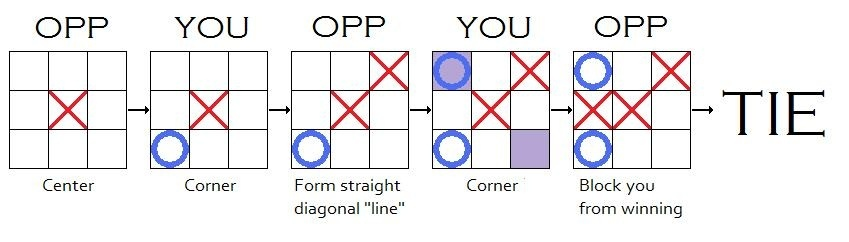 OPP
YOU
OPP
YOU
OPP
TIE
Center
Corner
Form straight
diagonal "line"
Corner
Block you
from winning